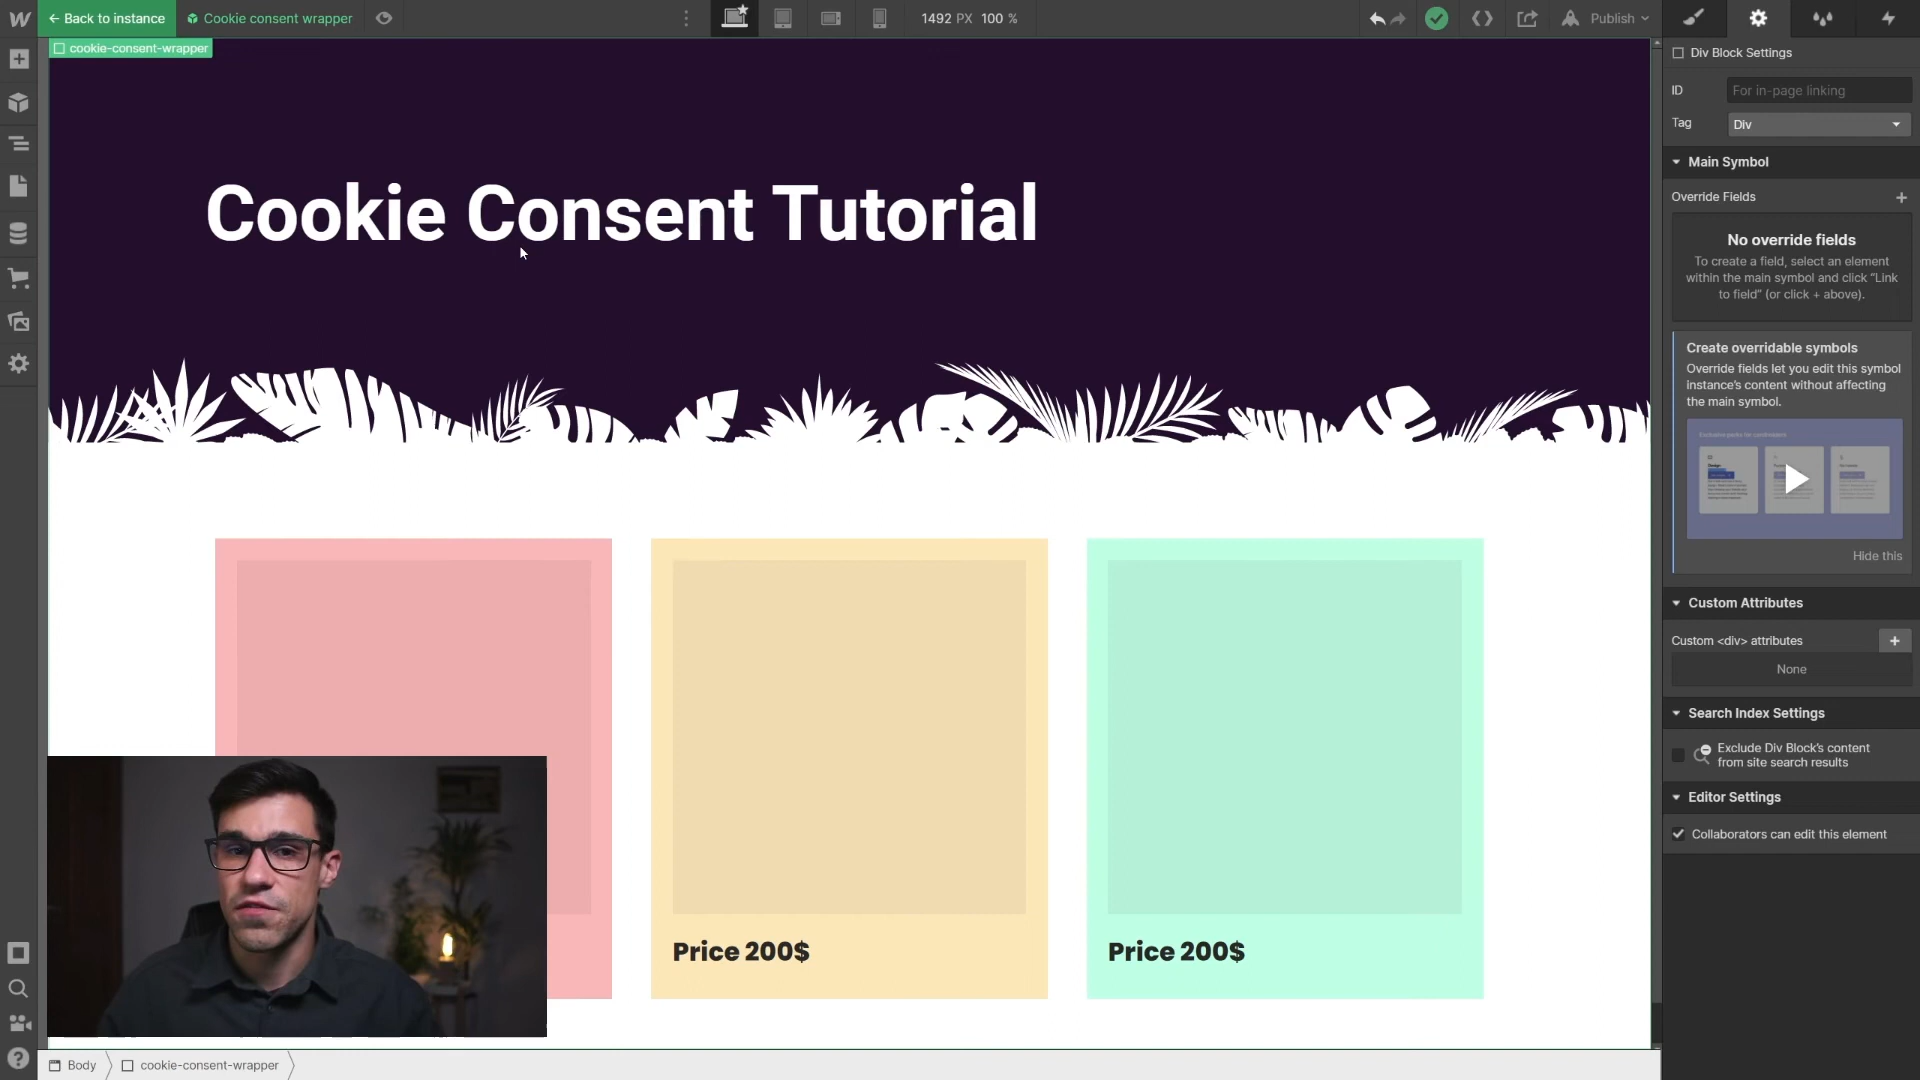 Back to instance
Cookie consent wrapper
1492 PX 100 %
Publish
cookie-consent-wrapper
Cookie Consent Tutorial
Price 200$
Price 200$
Body
cookie-consent-wrapper
Div Block Settings
ID
For in-page linking
Tag
Div
Main Symbol
Override Fields
No override fields
To create a field, select an element
within the main symbol and click “Link
to field” (or click + above).
Create overridable symbols
Override fields let you edit this symbol
instance's content without affecting
the main symbol.
Hide this
Custom Attributes
Custom <div> attributes
None
Search Index Settings
Exclude Div Block's content
from site search results
Editor Settings
Collaborators can edit this element